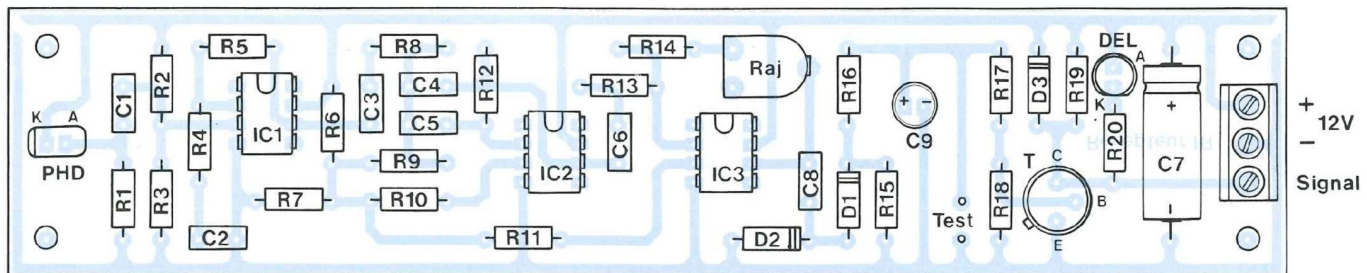 R5
R8
R14
Raj
DEL
A
C1
R2
C3
C4
R12
R13
R16
+ -
C9
R17
D3
R19
K
+
+
12V
-
K A
PHD
R4
IC1
R6
C5
IC2
C6
IC3
R20
Récepteur IR
C7
T
C
B
E
Signal
R1
R3
R7
R9
R10
C8
D1
R15
Test
R18
C2
R11
D2